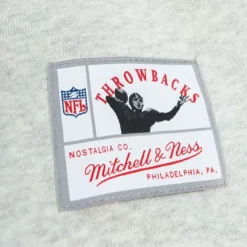 THROWBACKS
NFL
NOSTALGIA CO.
Mitchell & Ness
PHILADELPHIA, PA.